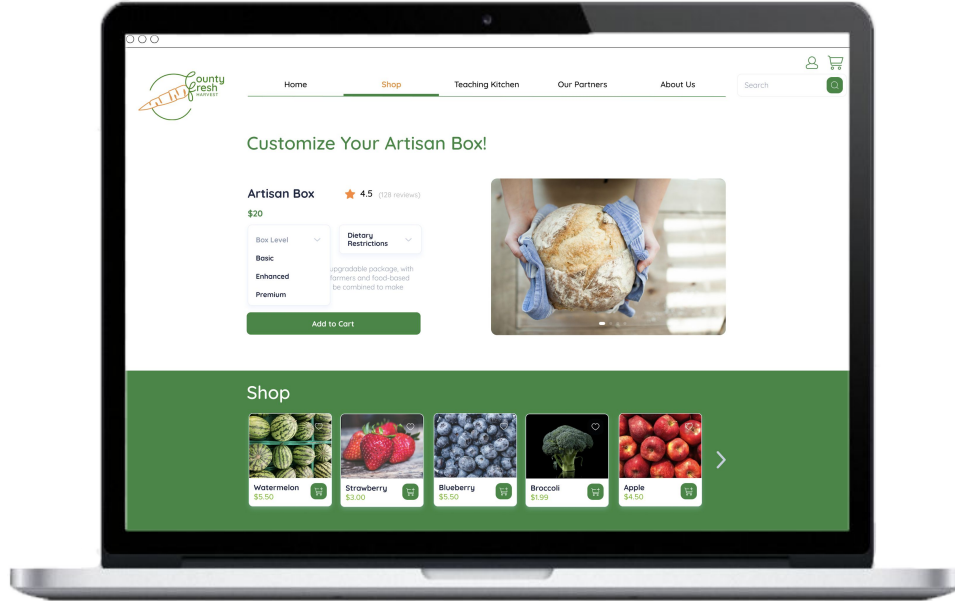 County
Fresh
HARVEST
Home
Shop
Teaching Kitchen
Our Partners
About Us
Search
Customize Your Artisan Box!
Artisan Box
4.5
(128 reviews)
$20
Box Level
Dietary
Restrictions
Basic
Enhanced
Premium
upgradable package, with
farmers and food-based
be combined to make
Add to Cart
Shop
Watermelon
$5.50
Strawberry
$3.00
Blueberry
$5.50
Broccoli
$1.99
Apple
$4.50